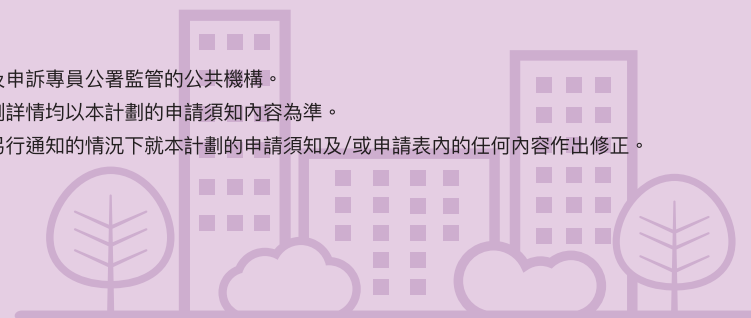 申訴專員公署監管的公共機構。
詳情均以本計劃的申請須知內容為準。
行通知的情況下就本計劃的申請須知及/或申請表內的任何內容作出修正。